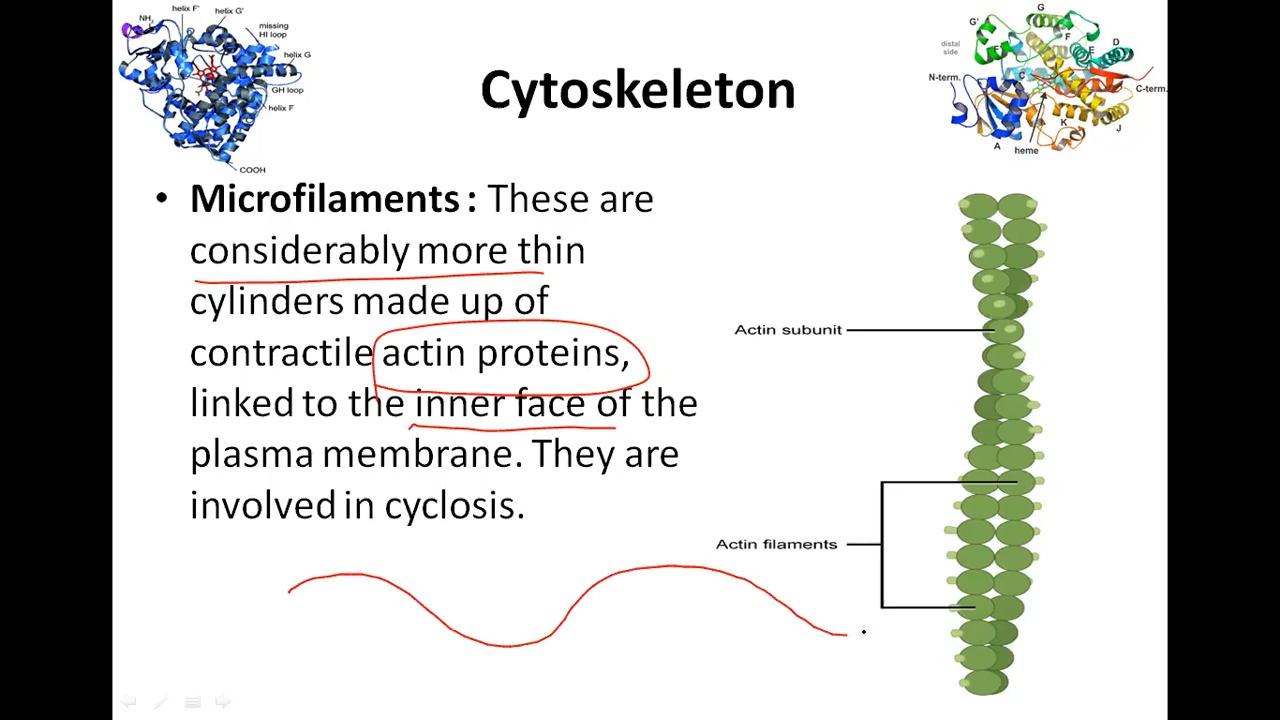 NH2
helix F'
helix G'
missing
HI loop
helix G
GH loop
helix F
COOH
Cytoskeleton
G
G'
F
D
distal
side
F'
E
N-term.
C
C-term.
K
J
A
heme
• Microfilaments : These are
considerably more thin
cylinders made up of
contractile actin proteins,
linked to the inner face of the
plasma membrane. They are
involved in cyclosis.
Actin subunit
Actin filaments